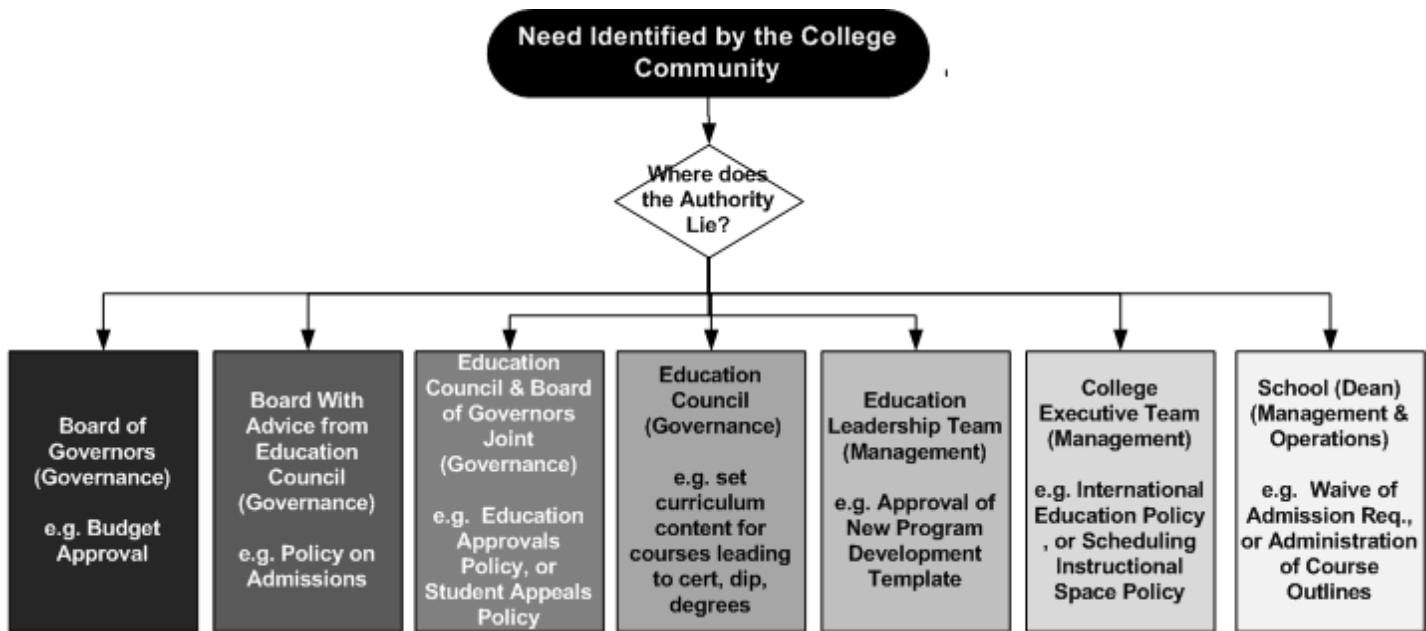 Need Identified by the College
Community
Where does
the Authority
Lie?
Board of
Governors
(Governance)
e.g. Budget
Approval
Board With
Advice from
Education
Council
(Governance)
e.g. Policy on
Admissions
Education
Council & Board
of Governors
Joint
(Governance)
e.g. Education
Approvals
Policy, or
Student Appeals
Policy
Education
Council
(Governance)
e.g. set
curriculum
content for
courses leading
to cert, dip,
degrees
Education
Leadership Team
(Management)
e.g. Approval of
New Program
Development
Template
College
Executive Team
(Management)
e.g. International
Education Policy
, or Scheduling
Instructional
Space Policy
School (Dean)
(Management &
Operations)
e.g. Waive of
Admission Req.,
or Administration
of Course
Outlines